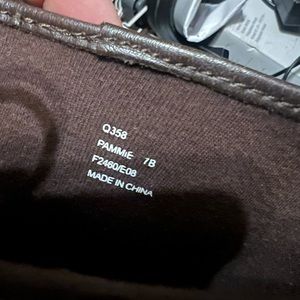 Q358
PAMMIE 7B
F2460/E08
MADE IN CHINA